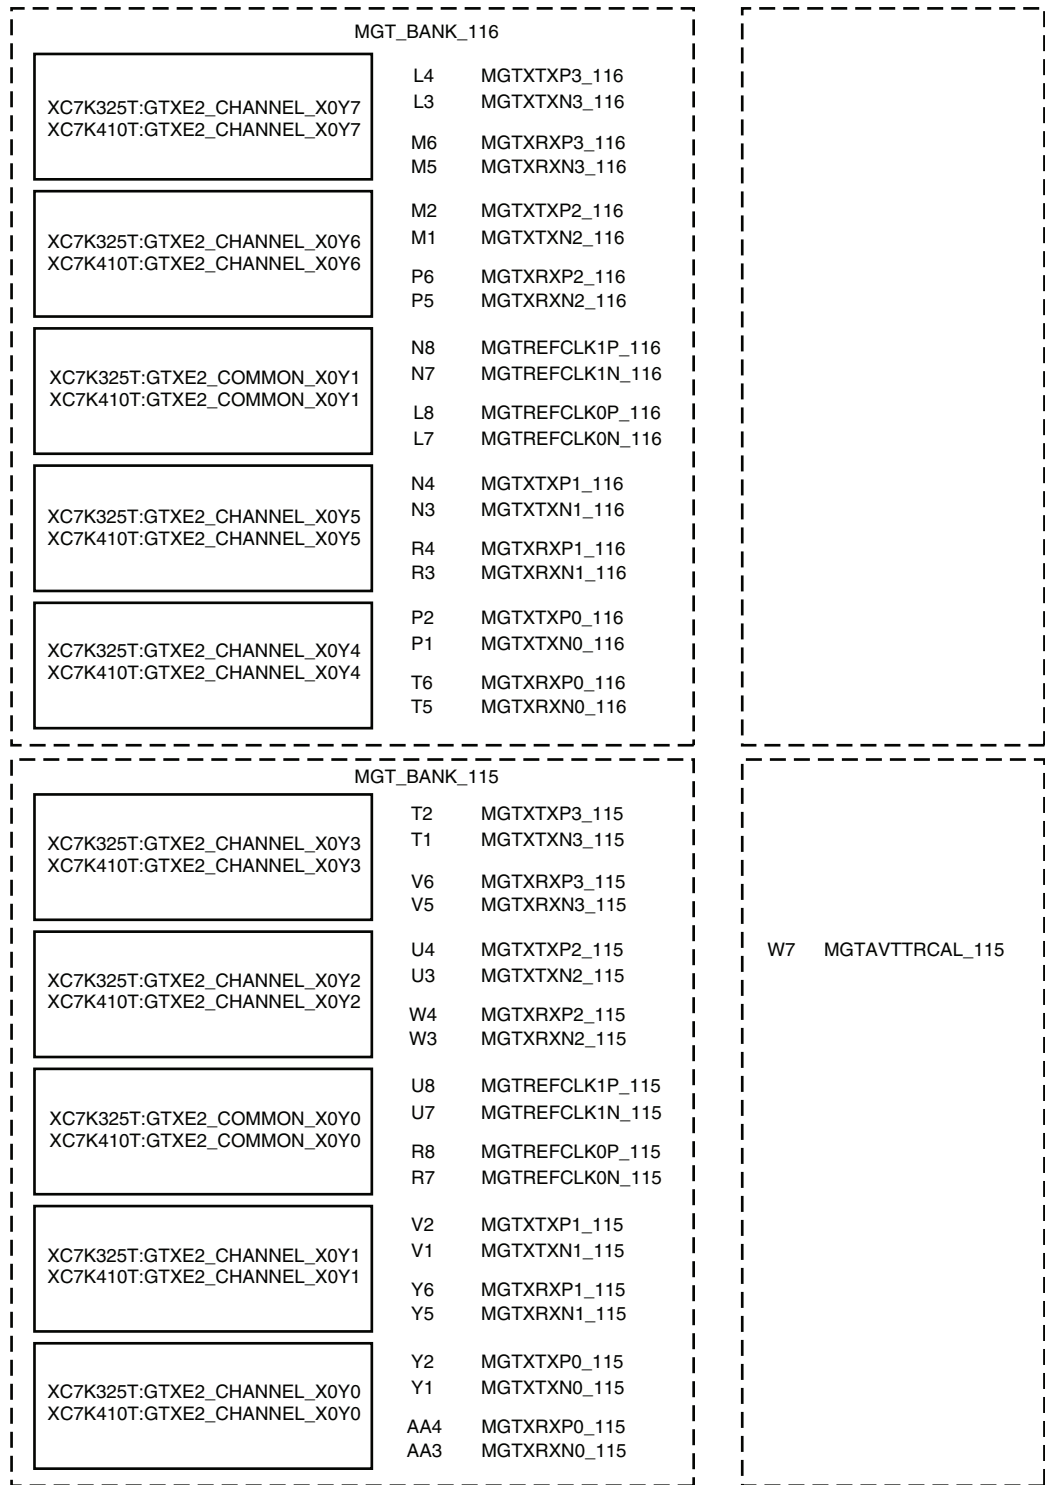 MGT_BANK_116
XC7K325T:GTXE2_CHANNEL_X0Y7
XC7K410T:GTXE2_CHANNEL_X0Y7
L4 MGTXTXP3_116
L3 MGTXTXN3_116
M6 MGTXRXP3_116
M5 MGTXRXN3_116
XC7K325T:GTXE2_CHANNEL_X0Y6
XC7K410T:GTXE2_CHANNEL_X0Y6
M2 MGTXTXP2_116
M1 MGTXTXN2_116
P6 MGTXRXP2_116
P5 MGTXRXN2_116
XC7K325T:GTXE2_COMMON_X0Y1
XC7K410T:GTXE2_COMMON_X0Y1
N8 MGTREFCLK1P_116
N7 MGTREFCLK1N_116
L8 MGTREFCLK0P_116
L7 MGTREFCLK0N_116
XC7K325T:GTXE2_CHANNEL_X0Y5
XC7K410T:GTXE2_CHANNEL_X0Y5
N4 MGTXTXP1_116
N3 MGTXTXN1_116
R4 MGTXRXP1_116
R3 MGTXRXN1_116
XC7K325T:GTXE2_CHANNEL_X0Y4
XC7K410T:GTXE2_CHANNEL_X0Y4
P2 MGTXTXP0_116
P1 MGTXTXN0_116
T6 MGTXRXP0_116
T5 MGTXRXN0_116
MGT_BANK_115
XC7K325T:GTXE2_CHANNEL_X0Y3
XC7K410T:GTXE2_CHANNEL_X0Y3
T2 MGTXTXP3_115
T1 MGTXTXN3_115
V6 MGTXRXP3_115
V5 MGTXRXN3_115
XC7K325T:GTXE2_CHANNEL_X0Y2
XC7K410T:GTXE2_CHANNEL_X0Y2
U4 MGTXTXP2_115
U3 MGTXTXN2_115
W4 MGTXRXP2_115
W3 MGTXRXN2_115
W7 MGTAVTTRCAL_115
XC7K325T:GTXE2_COMMON_X0Y0
XC7K410T:GTXE2_COMMON_X0Y0
U8 MGTREFCLK1P_115
U7 MGTREFCLK1N_115
R8 MGTREFCLK0P_115
R7 MGTREFCLK0N_115
XC7K325T:GTXE2_CHANNEL_X0Y1
XC7K410T:GTXE2_CHANNEL_X0Y1
V2 MGTXTXP1_115
V1 MGTXTXN1_115
Y6 MGTXRXP1_115
Y5 MGTXRXN1_115
XC7K325T:GTXE2_CHANNEL_X0Y0
XC7K410T:GTXE2_CHANNEL_X0Y0
Y2 MGTXTXP0_115
Y1 MGTXTXN0_115
AA4 MGTXRXP0_115
AA3 MGTXRXN0_115